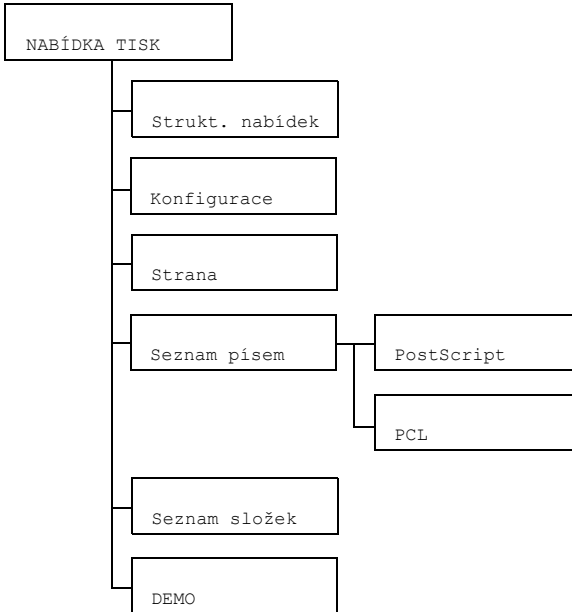 NABÍDKA TISK
Strukt. nabídek
Konfigurace
Strana
Seznam písem
PostScript
PCL
Seznam složek
DEMO